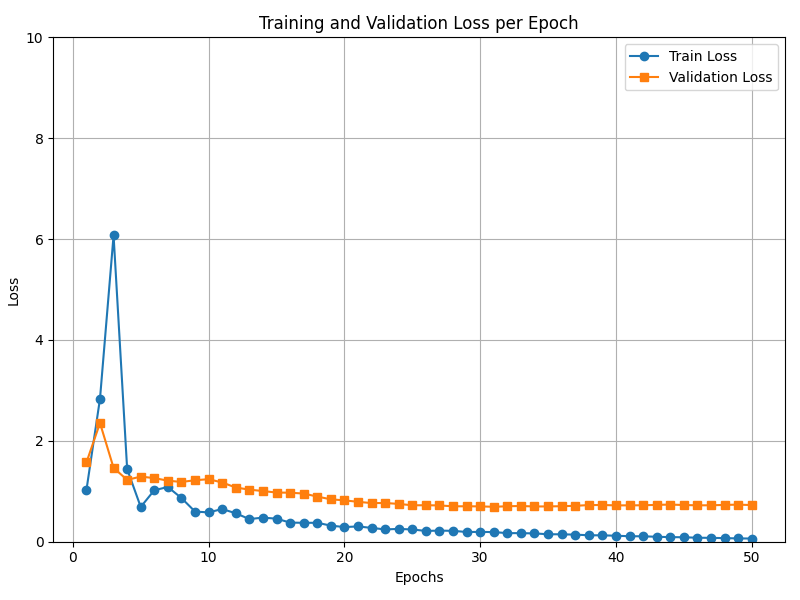 Training and Validation Loss per Epoch
Train Loss
Validation Loss
Loss
10
8
6
4
2
0
0 10 20 30 40 50
Epochs